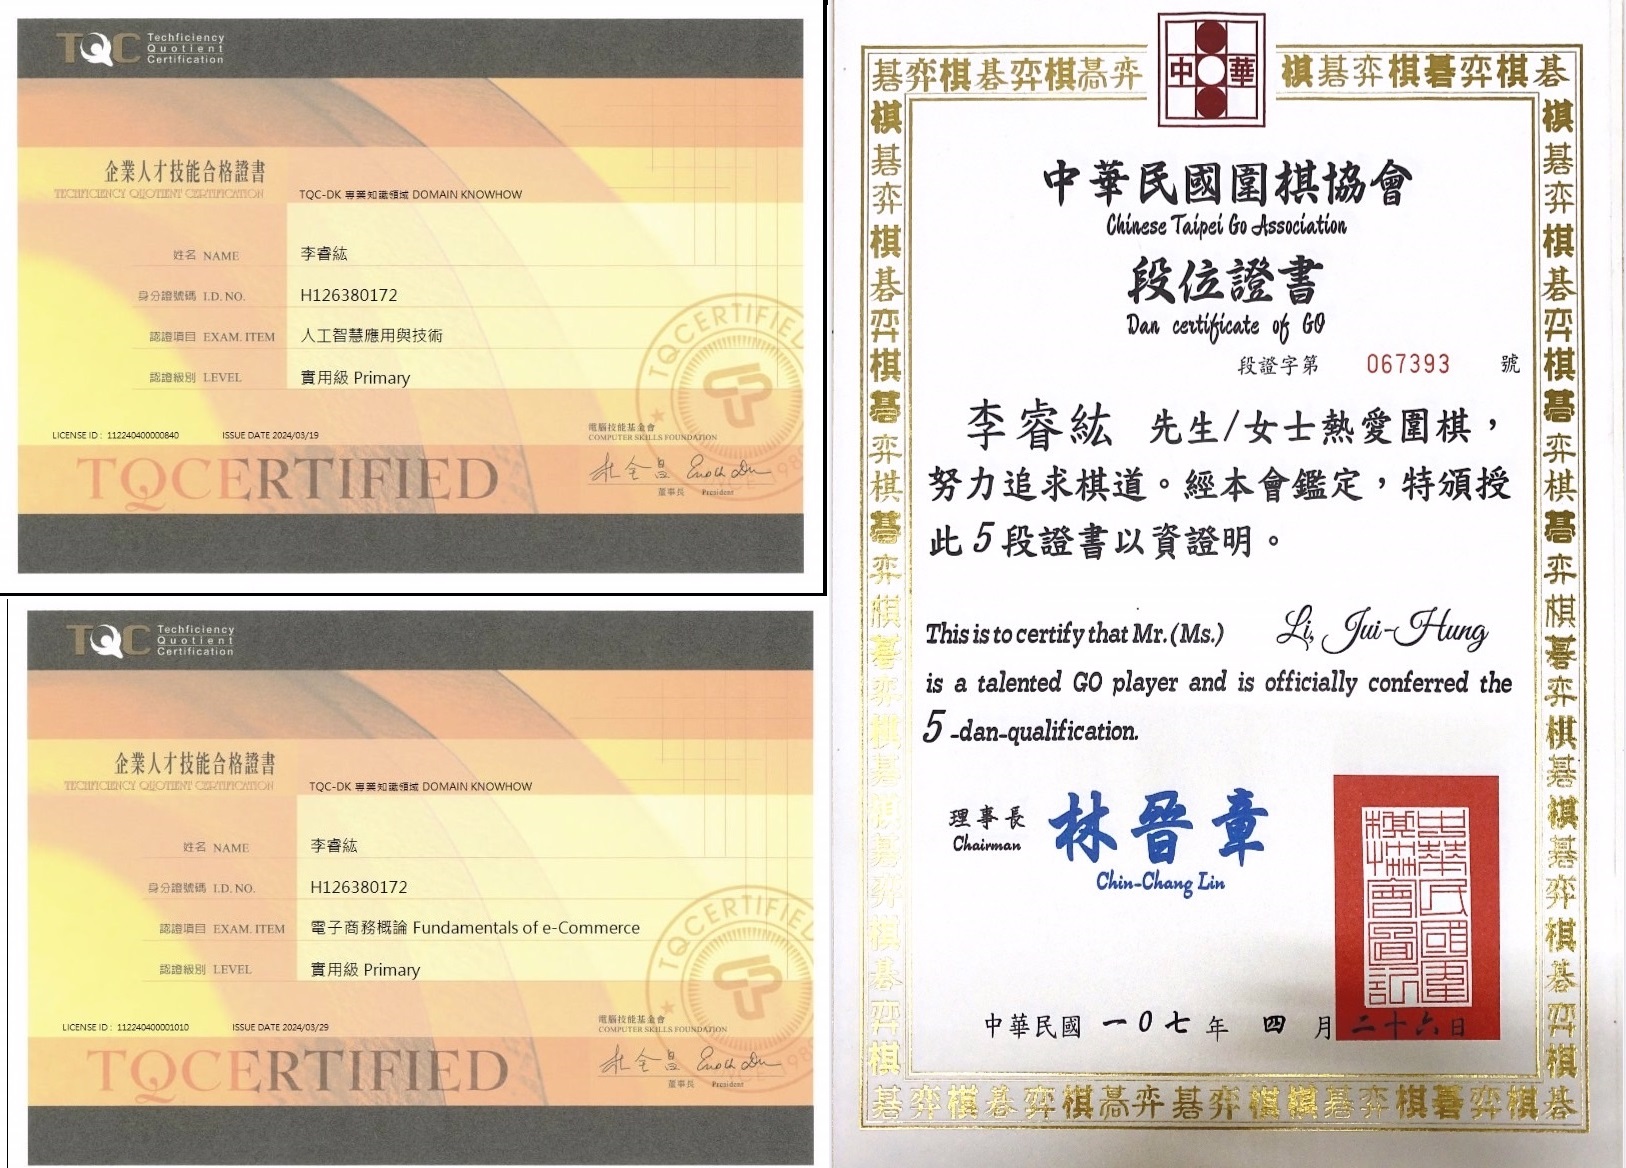 TQC Techficiency
Quotient
Certification
企業人才技能合格證書
TECHFICIENCY QUOTIENT CERTIFICATION
TQC-DK 專業知識領域 DOMAIN KNOWHOW
姓名 NAME 李睿紘
身分證號碼 I.D. NO. H126380172
認證項目 EXAM. ITEM 人工智慧應用與技術
認證級別 LEVEL 實用級 Primary
TQCERTIFIED
LICENSE ID : 112240400000840 ISSUE DATE 2024/03/19
電腦技能基金會
COMPUTER SKILLS FOUNDATION
TQCERTIFIED
董事長 President
TQC Techficiency
Quotient
Certification
企業人才技能合格證書
TECHFICIENCY QUOTIENT CERTIFICATION
TQC-DK 專業知識領域 DOMAIN KNOWHOW
姓名 NAME 李睿紘
身分證號碼 I.D. NO. H126380172
認證項目 EXAM. ITEM 電子商務概論 Fundamentals of e-Commerce
認證級別 LEVEL 實用級 Primary
TQCERTIFIED
LICENSE ID : 112240400001010 ISSUE DATE 2024/03/29
電腦技能基金會
COMPUTER SKILLS FOUNDATION
TQCERTIFIED
董事長 President
中華
中華民國圍棋協會
Chinese Taipei Go Association
段位證書
Dan certificate of GO
段證字第 067393 號
李睿紘 先生/女士熱愛圍棋，
努力追求棋道。經本會鑑定，特頒授
此5段證書以資證明。
This is to certify that Mr. (Ms.) Li, Jui-Hung
is a talented GO player and is officially conferred the
5 -dan-qualification.
理事長 林晉章
Chairman Chin-Chang Lin
中華民國 一0七 年 四 月 二十六日